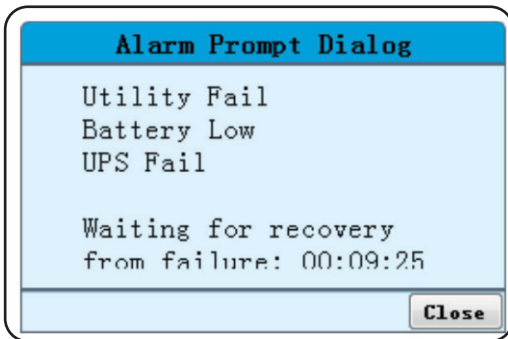 Alarm Prompt Dialog
Utility Fail
Battery Low
UPS Fail
Waiting for recovery
from failure: 00:09:25
Close